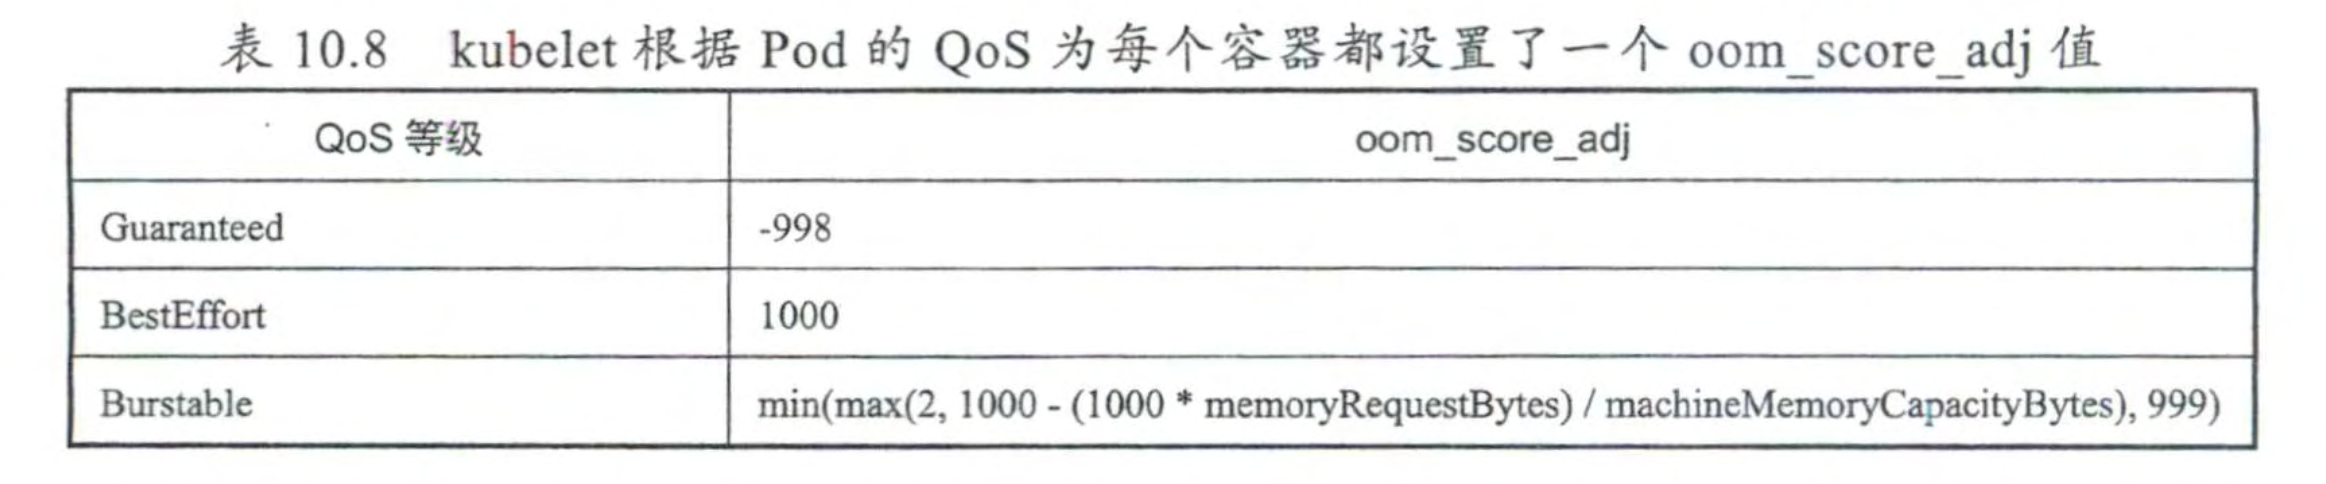 表 10.8 kubelet 根据 Pod 的 QoS 为每个容器都设置了一个 oom_score_adj 值
QoS 等级 oom_score_adj
Guaranteed -998
BestEffort 1000
Burstable min(max(2, 1000 - (1000 * memoryRequestBytes) / machineMemoryCapacityBytes), 999)